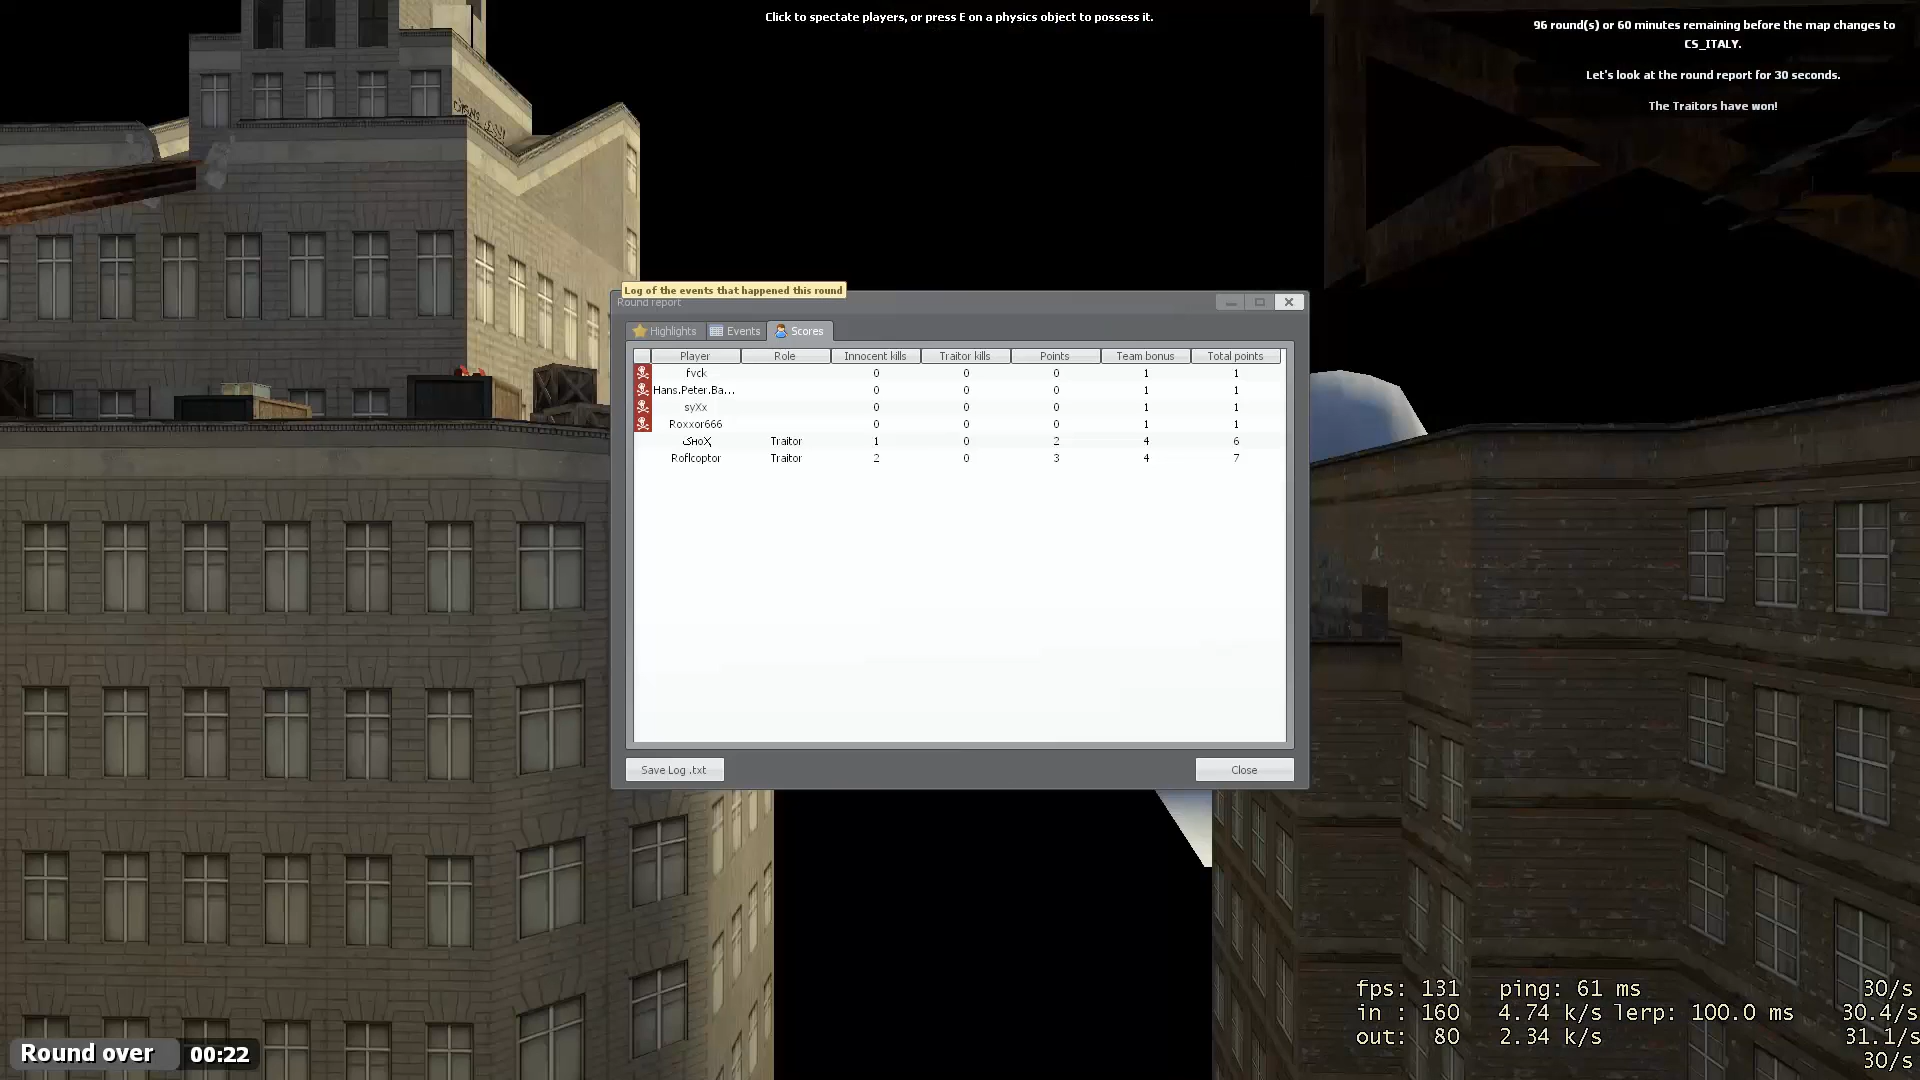 Click to spectate players, or press E on a physics object to possess it.
96 round(s) or 60 minutes remaining before the map changes to
CS_ITALY.
Let's look at the round report for 30 seconds.
The Traitors have won!
Log of the events that happened this round
Round report
Highlights Events Scores
Player Role Innocent kills Traitor kills Points Team bonus Total points
fvck 0 0 0 1 1
Hans.Peter.Ba... 0 0 0 1 1
syXx 0 0 0 1 1
Roxxor666 0 0 0 1 1
Traitor 1 0 2 4 6
Roflcoptor Traitor 2 0 3 4 7
Save Log .txt Close
fps: 131 ping: 61 ms 30/s
in : 160 4.74 k/s lerp: 100.0 ms 30.4/s
out: 80 2.34 k/s 31.1/s
30/s
Round over 00:22